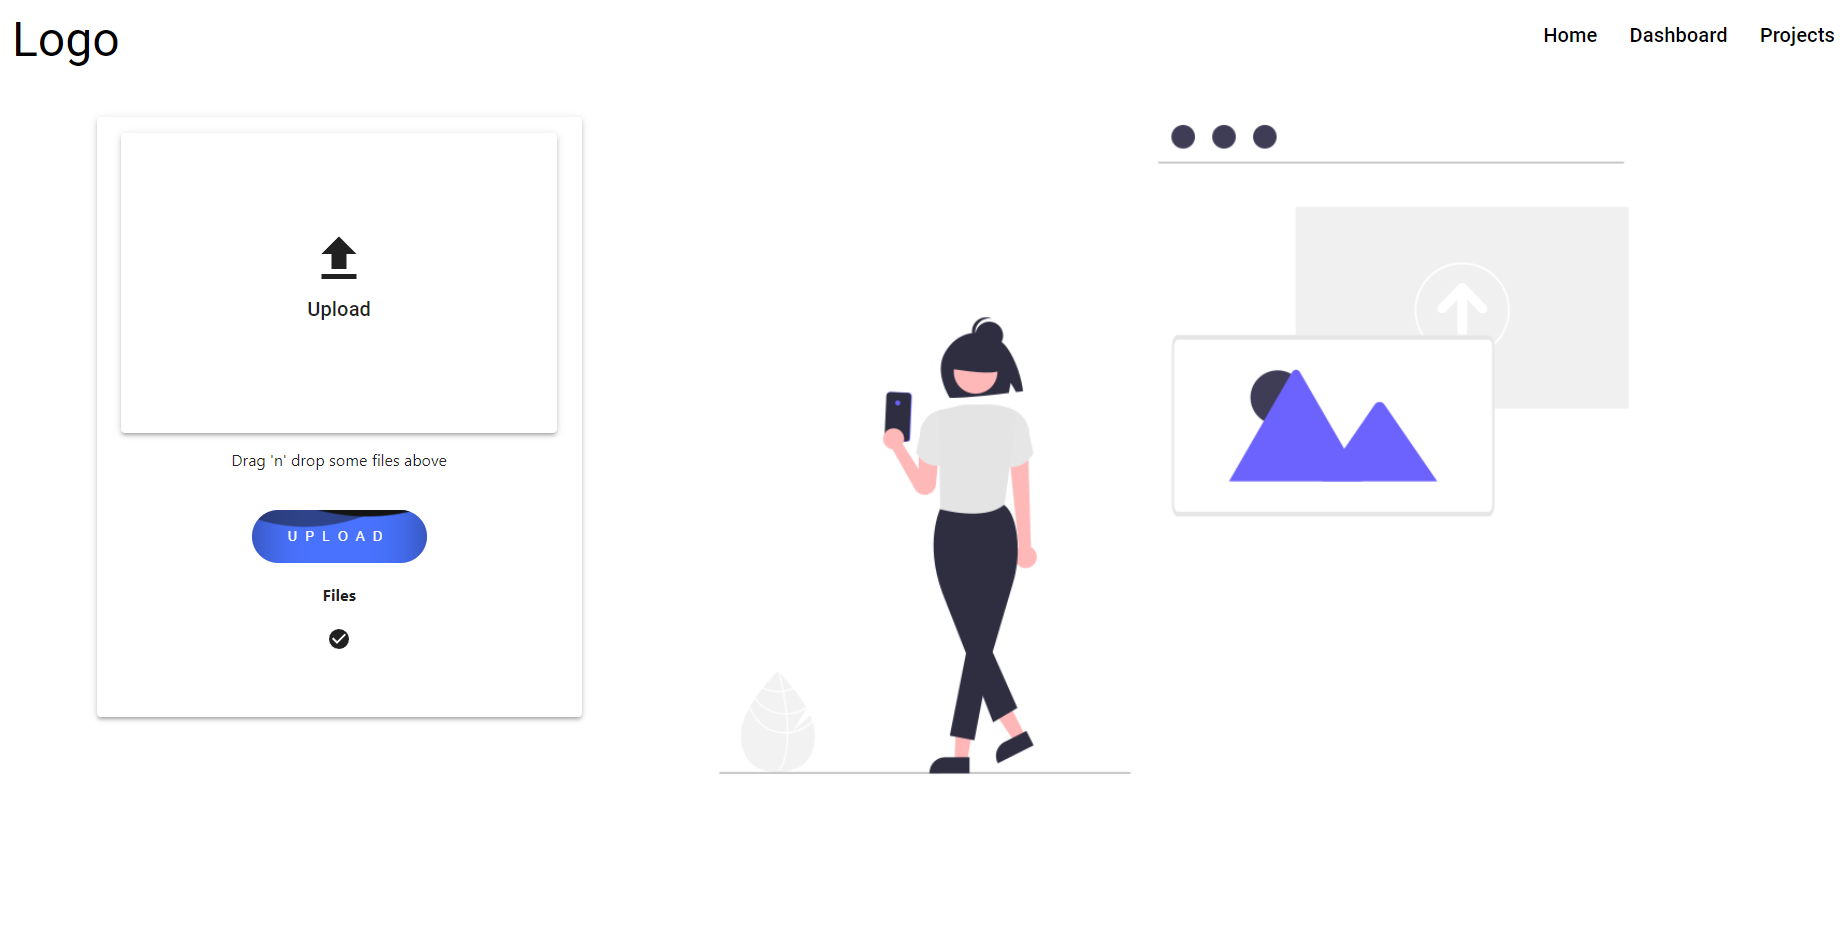 Logo
Home Dashboard Projects
Upload
Drag 'n' drop some files above
UPLOAD
Files